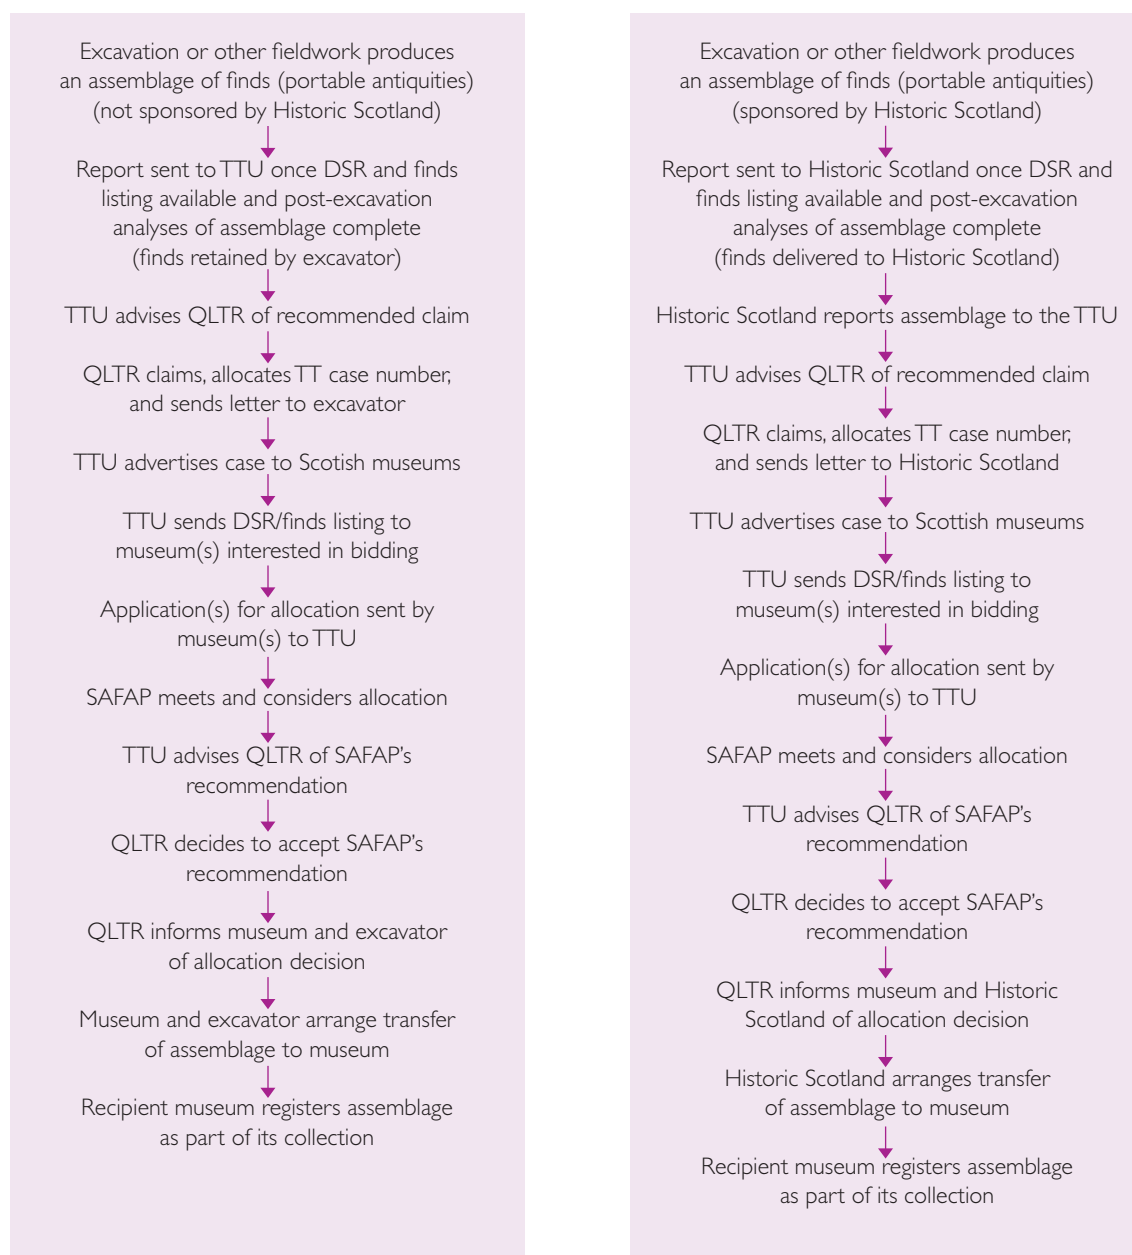 Excavation or other fieldwork produces
an assemblage of finds (portable antiquities)
(not sponsored by Historic Scotland)
Report sent to TTU once DSR and finds
listing available and post-excavation
analyses of assemblage complete
(finds retained by excavator)
TTU advises QLTR of recommended claim
QLTR claims, allocates TT case number,
and sends letter to excavator
TTU advertises case to Scotish museums
TTU sends DSR/finds listing to
museum(s) interested in bidding
Application(s) for allocation sent by
museum(s) to TTU
SAFAP meets and considers allocation
TTU advises QLTR of SAFAP's
recommendation
QLTR decides to accept SAFAP's
recommendation
QLTR informs museum and excavator
of allocation decision
Museum and excavator arrange transfer
of assemblage to museum
Recipient museum registers assemblage
as part of its collection
Excavation or other fieldwork produces
an assemblage of finds (portable antiquities)
(sponsored by Historic Scotland)
Report sent to Historic Scotland once DSR and
finds listing available and post-excavation
analyses of assemblage complete
(finds delivered to Historic Scotland)
Historic Scotland reports assemblage to the TTU
TTU advises QLTR of recommended claim
QLTR claims, allocates TT case number,
and sends letter to Historic Scotland
TTU advertises case to Scottish museums
TTU sends DSR/finds listing to
museum(s) interested in bidding
Application(s) for allocation sent by
museum(s) to TTU
SAFAP meets and considers allocation
TTU advises QLTR of SAFAP's
recommendation
QLTR decides to accept SAFAP's
recommendation
QLTR informs museum and Historic
Scotland of allocation decision
Historic Scotland arranges transfer
of assemblage to museum
Recipient museum registers assemblage
as part of its collection